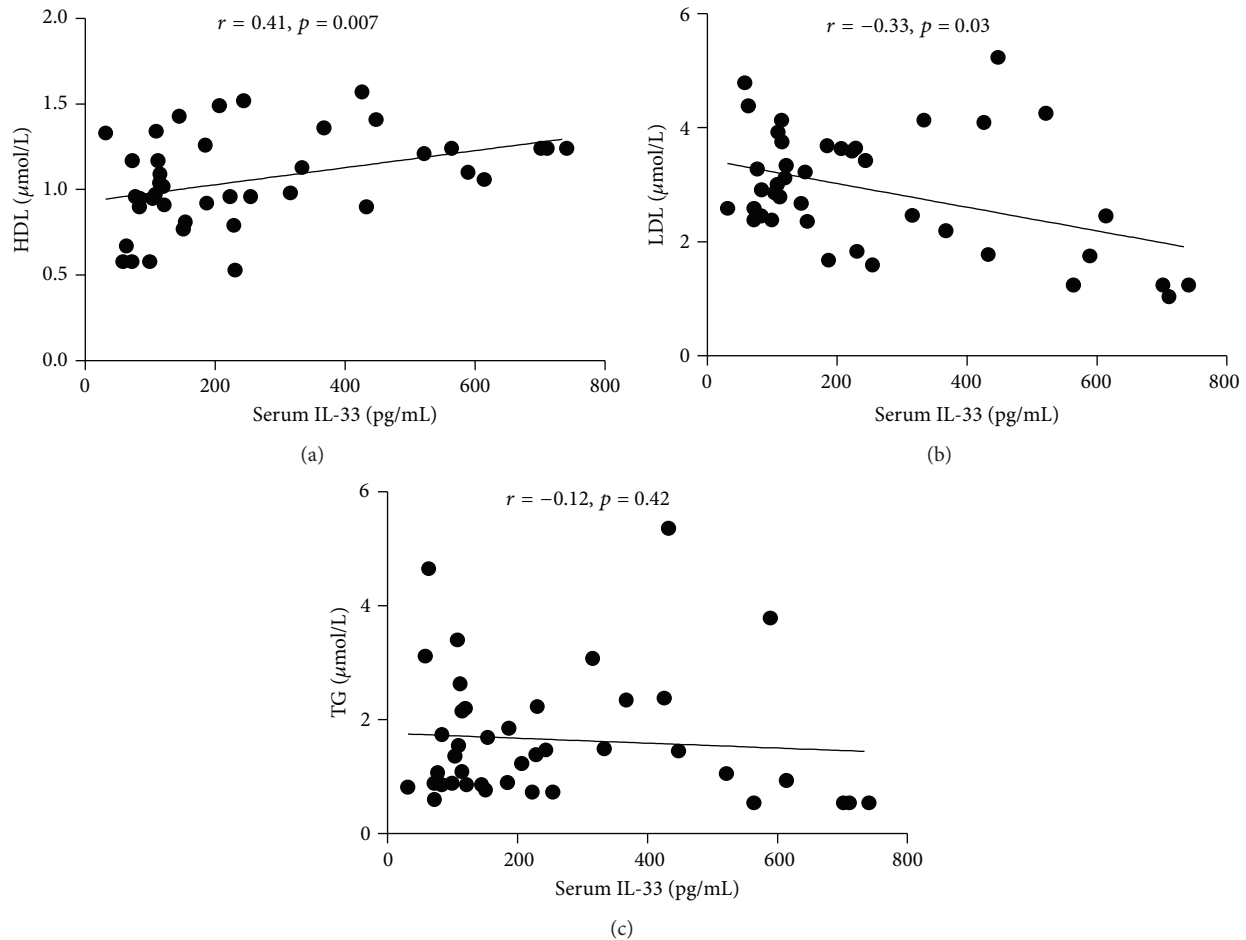 r = 0.41, p = 0.007
2.0
1.5
1.0
0.5
0.0
HDL (μmol/L)
0 200 400 600 800
Serum IL-33 (pg/mL)
(a)
r = −0.33, p = 0.03
6
4
2
0
LDL (μmol/L)
0 200 400 600 800
Serum IL-33 (pg/mL)
(b)
r = −0.12, p = 0.42
6
4
2
0
TG (μmol/L)
0 200 400 600 800
Serum IL-33 (pg/mL)
(c)